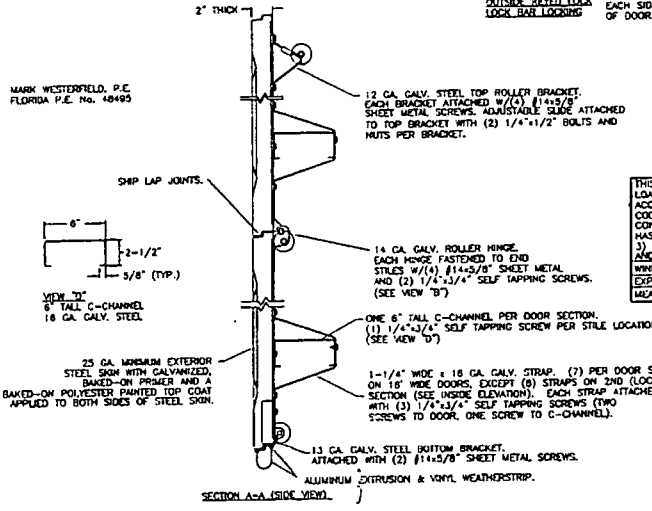 2" THICK
OUTSIDE KEYED LOCK
LOCK BAR LOCKING
EACH SID
OF DOOR
MARK WESTERFIELD, P.E.
FLORIDA P.E. No. 48495
12 GA. GALV. STEEL TOP ROLLER BRACKET.
EACH BRACKET ATTACHED W/(4) #14x5/8"
SHEET METAL SCREWS. ADJUSTABLE SLIDE ATTACHED
TO TOP BRACKET WITH (2) 1/4"x1/2" BOLTS AND
NUTS PER BRACKET.
SHIP LAP JOINTS.
6"
2-1/2"
5/8" (TYP.)
VIEW "D"
6" TALL C-CHANNEL
16 GA. GALV. STEEL
14 GA. GALV. ROLLER HINGE.
EACH HINGE FASTENED TO END
STILES W/(4) #14x5/8" SHEET METAL
AND (2) 1/4"x3/4" SELF TAPPING SCREWS.
(SEE VIEW "B")
THIS
LOA
ACC
COD
CON
HAS
3)
AND
WIN
EXP
MEA
ONE 6" TALL C-CHANNEL PER DOOR SECTION.
(1) 1/4"x3/4" SELF TAPPING SCREW PER STILE LOCATION
(SEE VIEW "D")
25 GA. MINIMUM EXTERIOR
STEEL SKIN WITH GALVANIZED,
BAKED-ON PRIMER AND A
BAKED-ON POLYESTER PAINTED TOP COAT
APPLIED TO BOTH SIDES OF STEEL SKIN.
1-1/4" WIDE x 16 GA. GALV. STRAP. (7) PER DOOR S
ON 16' WIDE DOORS, EXCEPT (8) STRAPS ON 2ND (LOC
SECTION (SEE INSIDE ELEVATION). EACH STRAP ATTACHE
WITH (3) 1/4"x3/4" SELF TAPPING SCREWS (TWO
SCREWS TO DOOR, ONE SCREW TO C-CHANNEL).
13 GA. GALV. STEEL BOTTOM BRACKET.
ATTACHED WITH (2) #14x5/8" SHEET METAL SCREWS.
ALUMINUM EXTRUSION & VINYL WEATHERSTRIP.
SECTION A-A (SIDE VIEW)